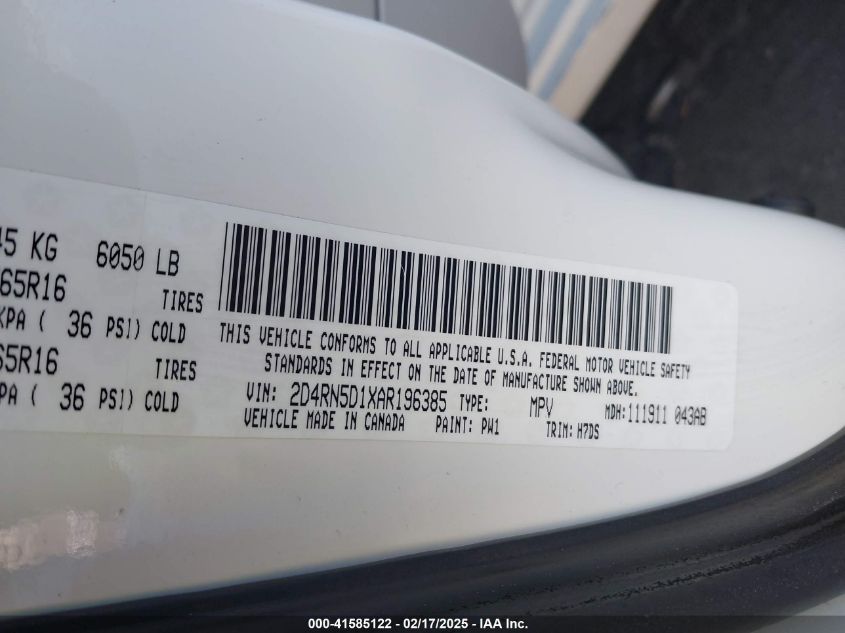 45 KG 6050 LB
65R16 TIRES
KPA ( 36 PSI) COLD
65R16 TIRES
PA ( 36 PSI) COLD
THIS VEHICLE CONFORMS TO ALL APPLICABLE U.S.A. FEDERAL MOTOR VEHICLE SAFETY
STANDARDS IN EFFECT ON THE DATE OF MANUFACTURE SHOWN ABOVE.
VIN: 2D4RN5D1XAR196385 TYPE: MPV MDH:111911 043AB
VEHICLE MADE IN CANADA PAINT: PW1 TRIM: H7DS
000-41585122 — 02/17/2025 — IAA Inc.